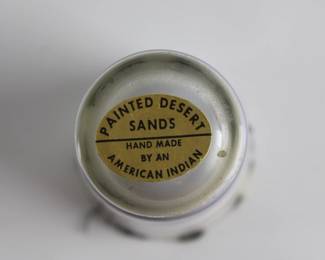 PAINTED DESERT
SANDS
HAND MADE
BY AN
AMERICAN INDIAN